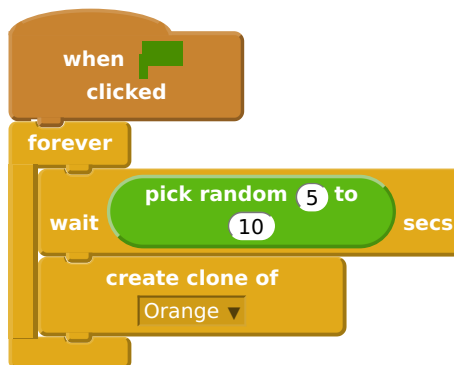 when
clicked
forever
wait pick random 5 to 10 secs
create clone of
Orange ▼